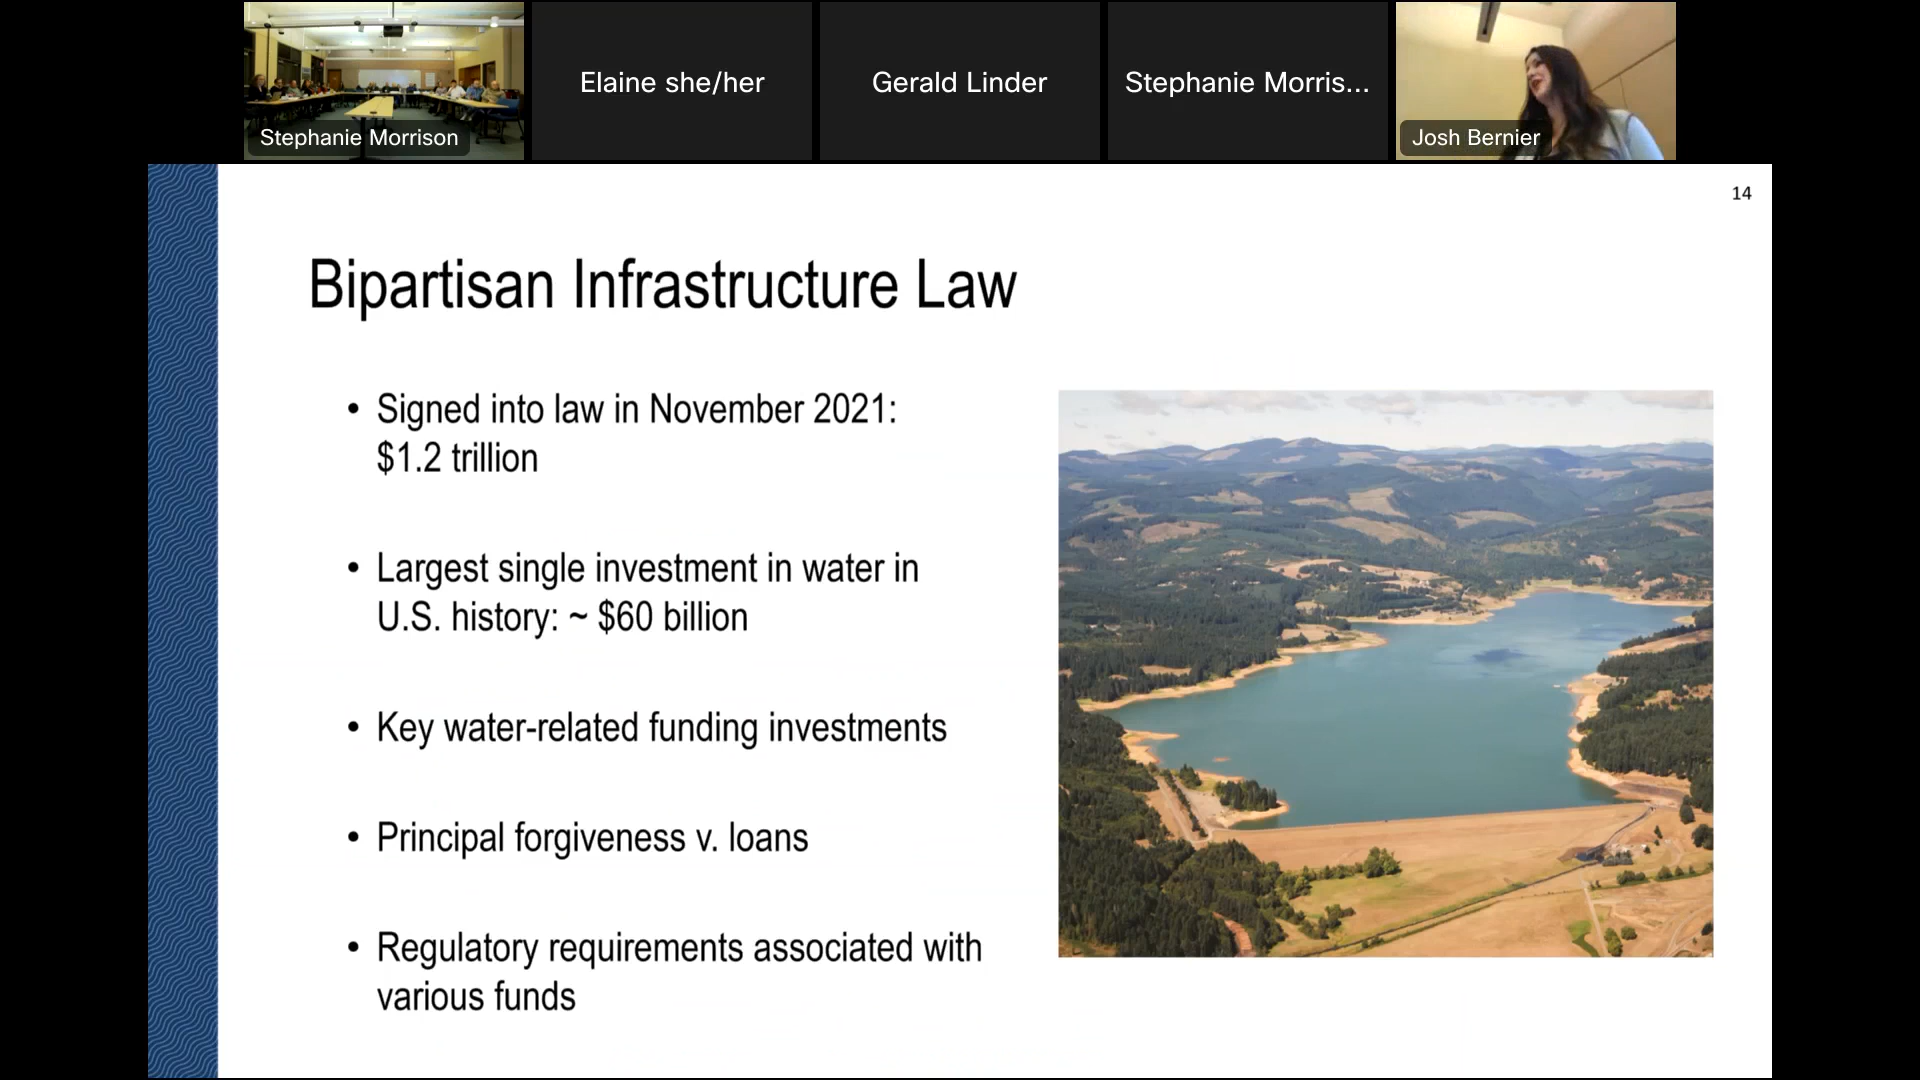 Stephanie Morrison
Elaine she/her
Gerald Linder
Stephanie Morris...
Josh Bernier
14
Bipartisan Infrastructure Law
• Signed into law in November 2021:
$1.2 trillion
• Largest single investment in water in
U.S. history: ~ $60 billion
• Key water-related funding investments
• Principal forgiveness v. loans
• Regulatory requirements associated with
various funds